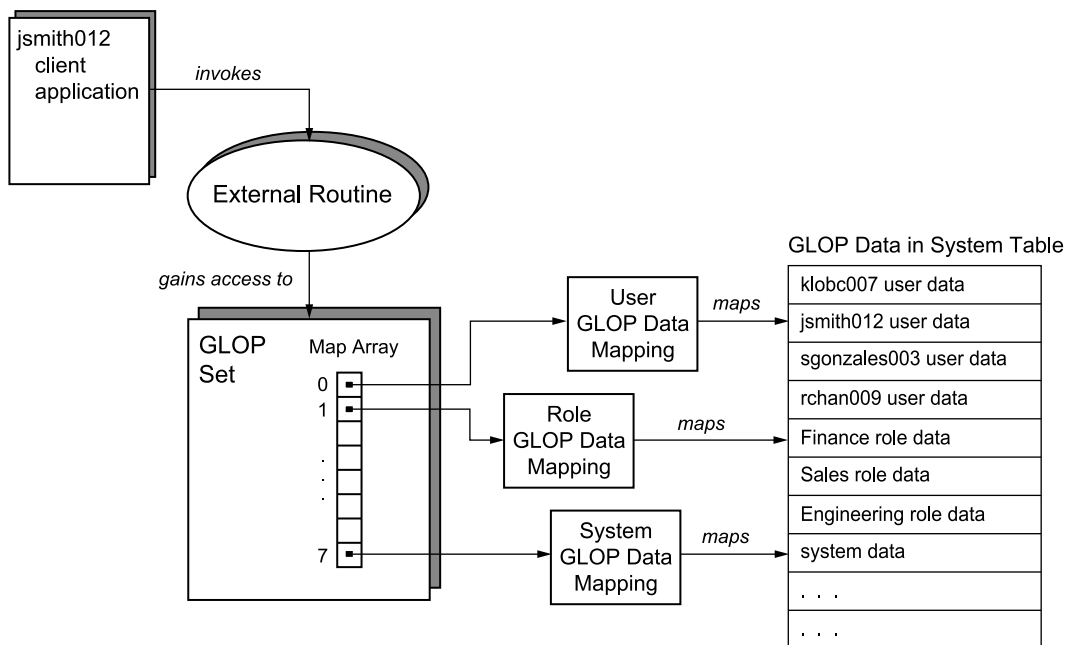 jsmith012
client
application
invokes
External Routine
gains access to
GLOP
Set
Map Array
0
1
.
.
.
7
User
GLOP Data
Mapping
maps
Role
GLOP Data
Mapping
maps
System
GLOP Data
Mapping
maps
GLOP Data in System Table
klobc007 user data
jsmith012 user data
sgonzales003 user data
rchan009 user data
Finance role data
Sales role data
Engineering role data
system data
. . .
. . .